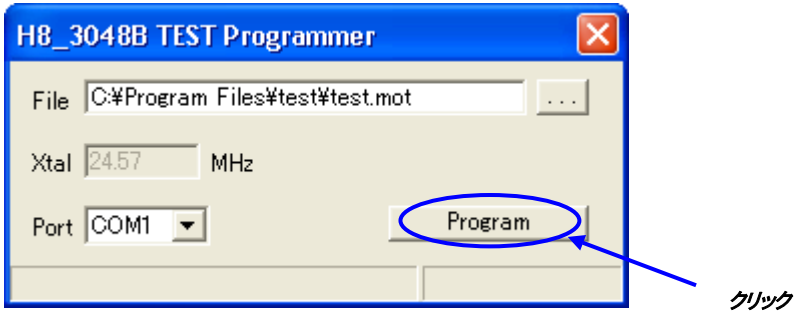 H8_3048B TEST Programmer
File C:¥Program Files¥test¥test.mot ...
Xtal 24.57 MHz
Port COM1 Program
クリック